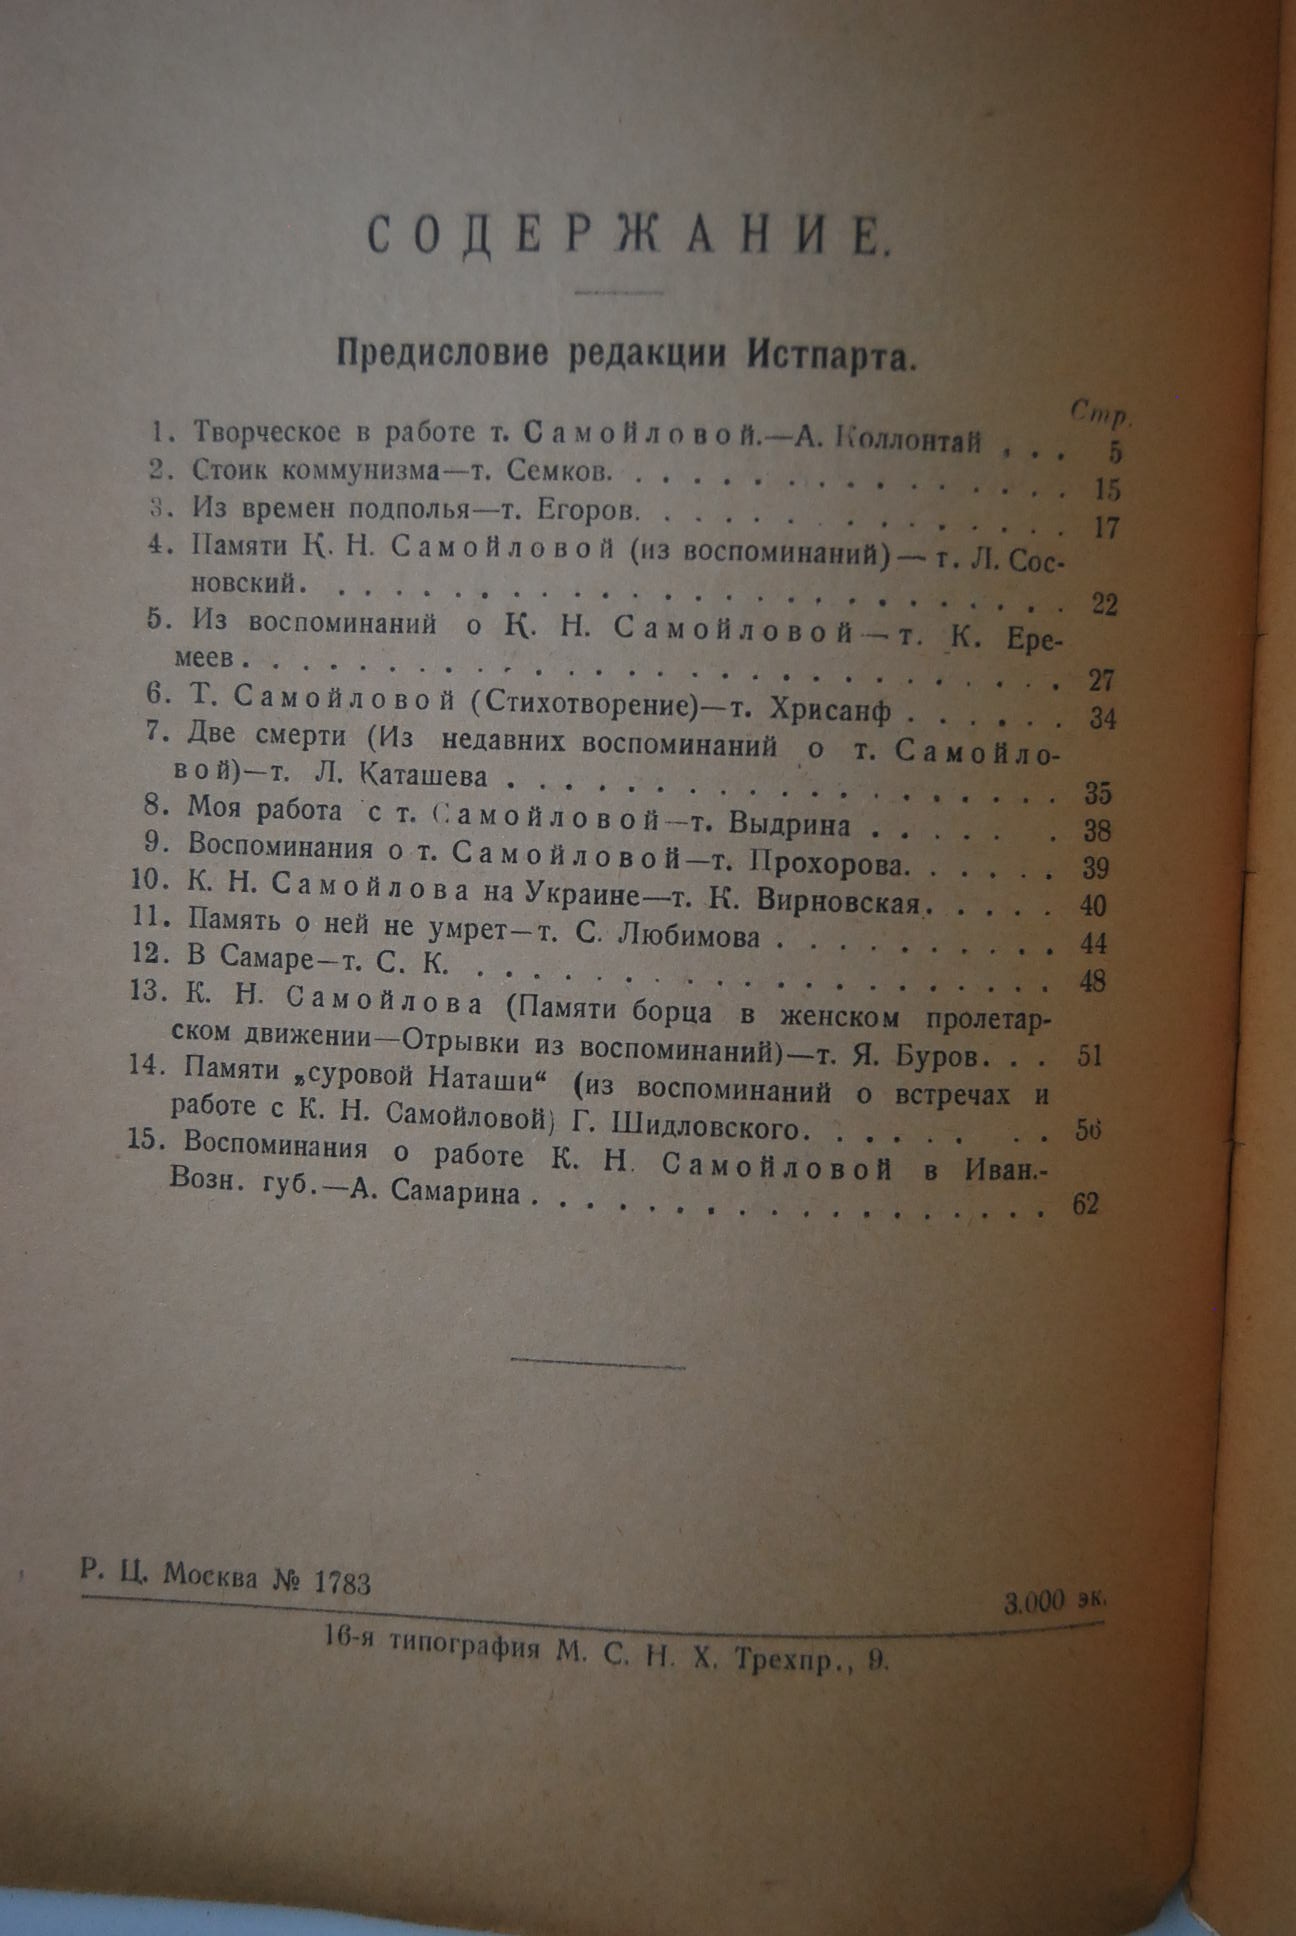 СОДЕРЖАНИЕ.
Предисловие редакции Истпарта.
Стр.
1. Творческое в работе т. Самойловой.—А. Коллонтай . . . 5
2. Стоик коммунизма—т. Семков. . . . . . . . . . . . . . . . 15
3. Из времен подполья—т. Егоров. . . . . . . . . . . . . . . 17
4. Памяти К. Н. Самойловой (из воспоминаний)— т. Л. Сос-
новский. . . . . . . . . . . . . . . . . . . . . . . . . . 22
5. Из воспоминаний о К. Н. Самойловой— т. К. Ере-
меев . . . . . . . . . . . . . . . . . . . . . . . . . . . 27
6. Т. Самойловой (Стихотворение)—т. Хрисанф . . . . . . 34
7. Две смерти (Из недавних воспоминаний о т. Самойло-
вой)—т. Л. Каташева . . . . . . . . . . . . . . . . . . . 35
8. Моя работа с т. Самойловой—т. Выдрина . . . . . . 38
9. Воспоминания о т. Самойловой—т. Прохорова. . . . . . 39
10. К. Н. Самойлова на Украине—т. К. Вирновская. . . . . 40
11. Память о ней не умрет—т. С. Любимова . . . . . . . . . . 44
12. В Самаре—т. С. К. . . . . . . . . . . . . . . . . . . . . 48
13. К. Н. Самойлова (Памяти борца в женском пролетар-
ском движении—Отрывки из воспоминаний)—т. Я. Буров. . . 51
14. Памяти „суровой Наташи“ (из воспоминаний о встречах и
работе с К. Н. Самойловой) Г. Шидловского. . . . . . . . 56
15. Воспоминания о работе К. Н. Самойловой в Иван.-
Возн. губ.—А. Самарина . . . . . . . . . . . . . . . . . . 62
Р. Ц. Москва № 1783
3.000 эк.
16-я типография М. С. Н. Х. Трехпр., 9.